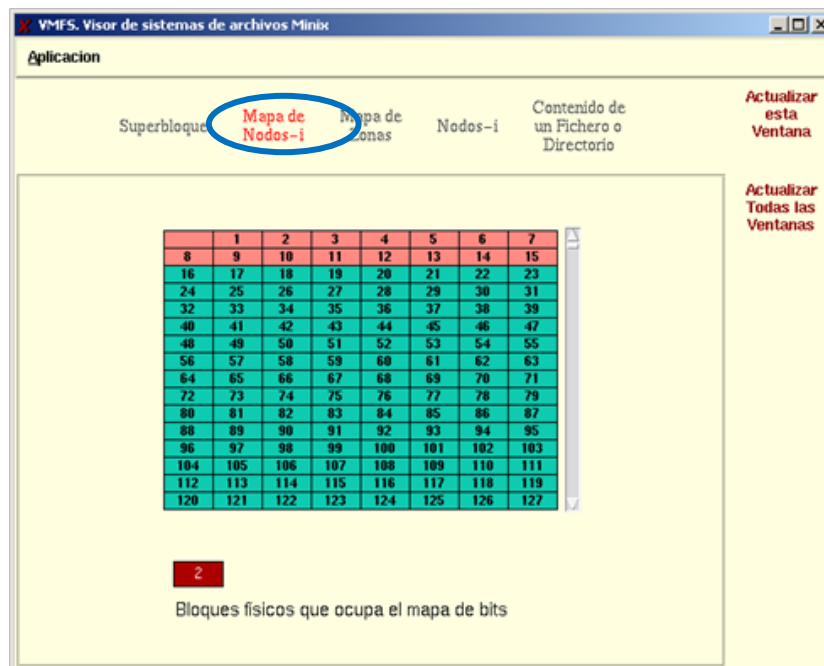 VMFS. Visor de sistemas de archivos Minix
Aplicacion
Superbloque
Mapa de
Nodos-i
Mapa de
Zonas
Nodos-i
Contenido de
un Fichero o
Directorio
Actualizar
esta
Ventana
Actualizar
Todas las
Ventanas
1 2 3 4 5 6 7
8 9 10 11 12 13 14 15
16 17 18 19 20 21 22 23
24 25 26 27 28 29 30 31
32 33 34 35 36 37 38 39
40 41 42 43 44 45 46 47
48 49 50 51 52 53 54 55
56 57 58 59 60 61 62 63
64 65 66 67 68 69 70 71
72 73 74 75 76 77 78 79
80 81 82 83 84 85 86 87
88 89 90 91 92 93 94 95
96 97 98 99 100 101 102 103
104 105 106 107 108 109 110 111
112 113 114 115 116 117 118 119
120 121 122 123 124 125 126 127
2
Bloques físicos que ocupa el mapa de bits